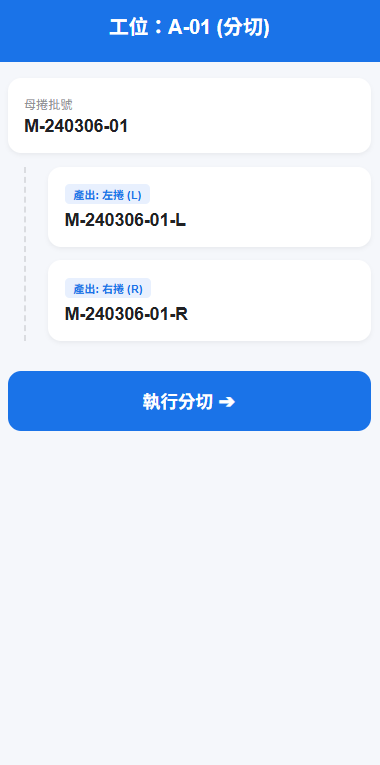 工位：A-01 (分切)
母捲批號
M-240306-01
產出: 左捲 (L)
M-240306-01-L
產出: 右捲 (R)
M-240306-01-R
執行分切 ➔